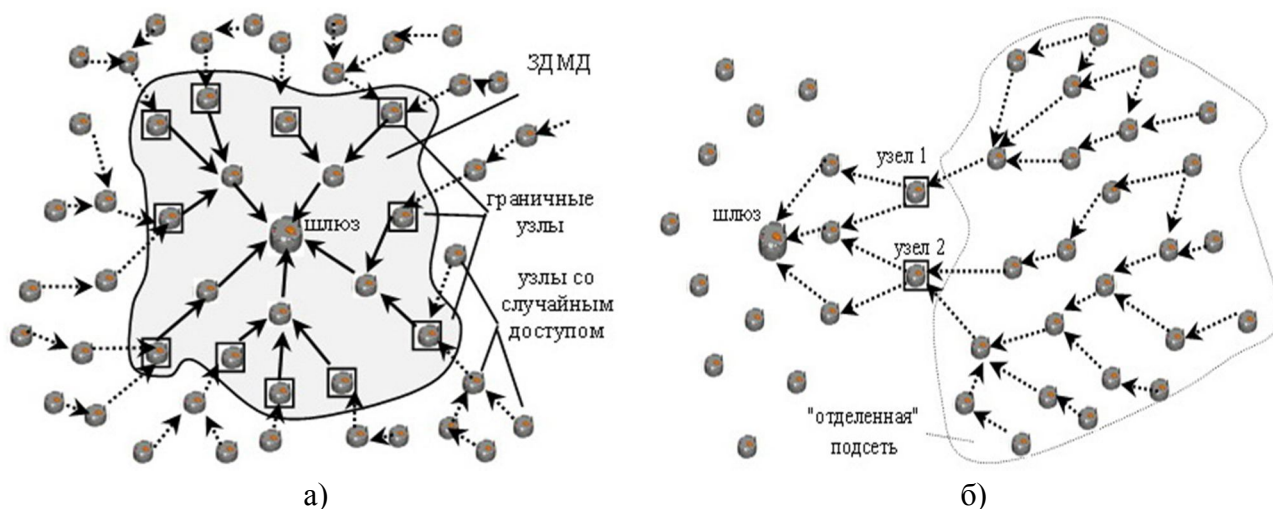 ЗДМД
шлюз
граничные
узлы
узлы со
случайным
доступом
а)
узел 1
шлюз
узел 2
"отделенная"
подсеть
б)